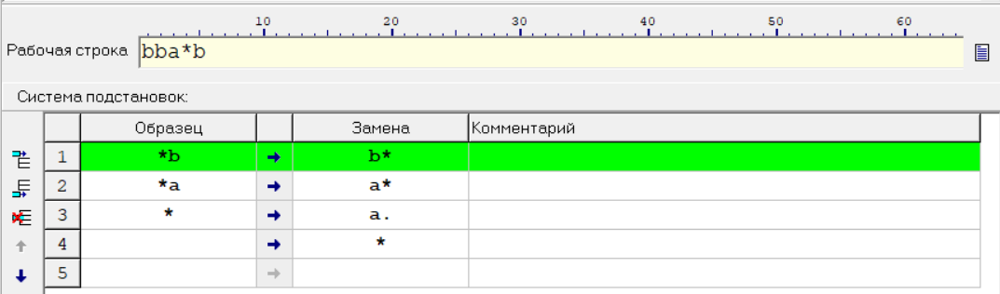 10 20 30 40 50 60
Рабочая строка bba*b
Система подстановок:
Образец Замена Комментарий
1 *b → b*
2 *a → a*
3 * → a.
4 → *
5 →